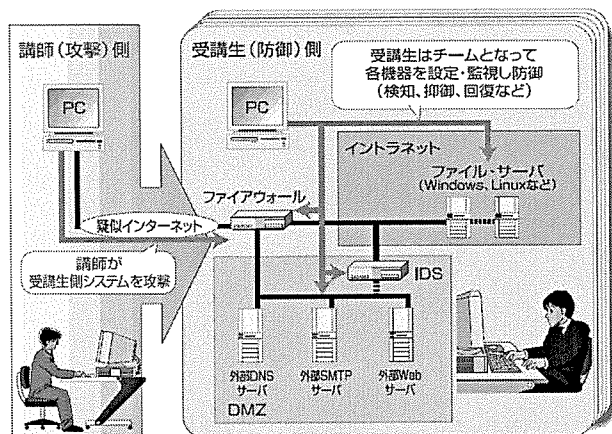 講師(攻撃)側
PC
受講生(防御)側
PC
受講生はチームとなって
各機器を設定・監視し防御
(検知、抑御、回復など)
イントラネット
ファイル・サーバ
(Windows、Linuxなど)
ファイアウォール
疑似インターネット
講師が
受講生側システムを攻撃
IDS
外部DNS
サーバ
外部SMTP
サーバ
外部Web
サーバ
DMZ